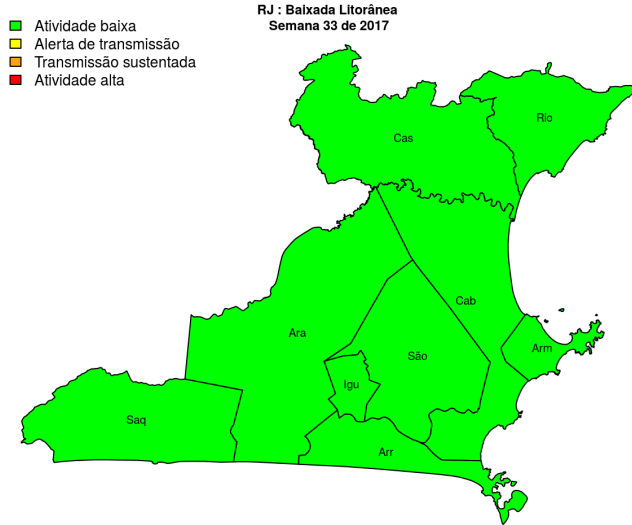 RJ : Baixada Litorânea
Semana 33 de 2017
Atividade baixa
Alerta de transmissão
Transmissão sustentada
Atividade alta
Rio
Cas
Cab
Ara
Arm
São
Igu
Saq
Arr